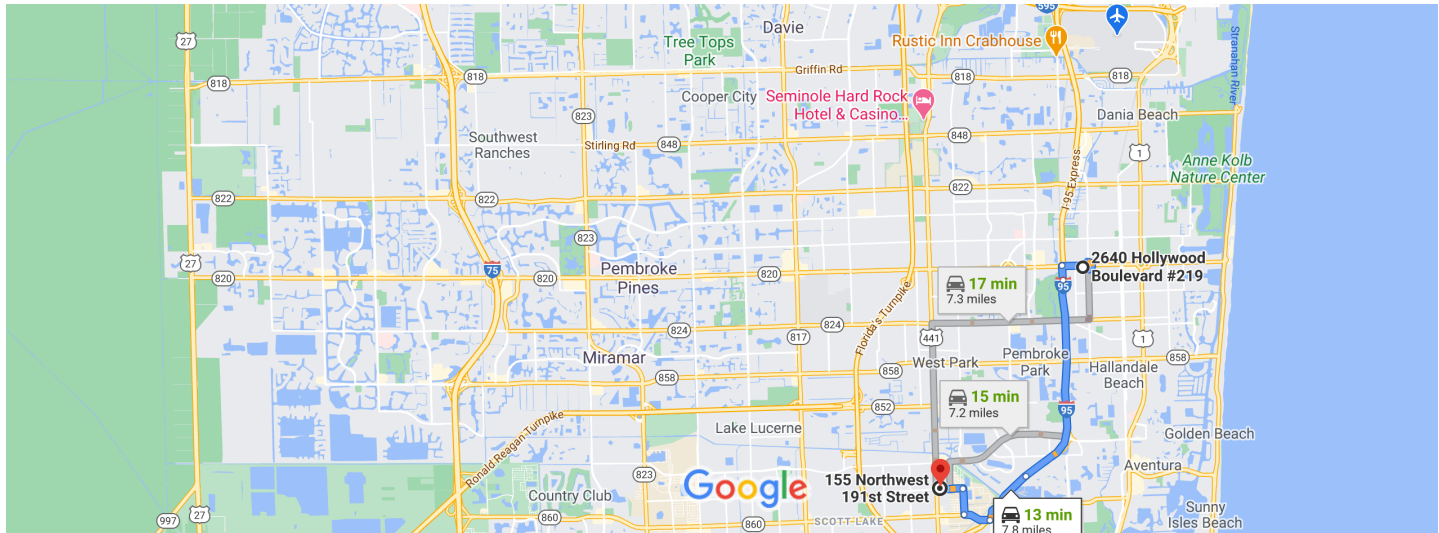 595
27
Davie
Tree Tops
Park
Rustic Inn Crabhouse
Stranahan River
818
818
Griffin Rd
818
818
Cooper City
Seminole Hard Rock
Hotel & Casino...
823
Dania Beach
Southwest
Ranches
Stirling Rd
848
848
1
I-95 Express
Anne Kolb
Nature Center
822
822
822
823
27
820
75
820
Pembroke
Pines
820
2640 Hollywood
Boulevard #219
17 min
7.3 miles
95
Florida's Turnpike
824
824
817
441
1
Miramar
West Park
Pembroke
Park
858
858
858
Hallandale
Beach
15 min
7.2 miles
852
95
Ronald Reagan Turnpike
Lake Lucerne
Golden Beach
823
Google
155 Northwest
191st Street
Aventura
Country Club
27
997
860
860
SCOTT LAKE
13 min
7.8 miles
Sunny
Isles Beach